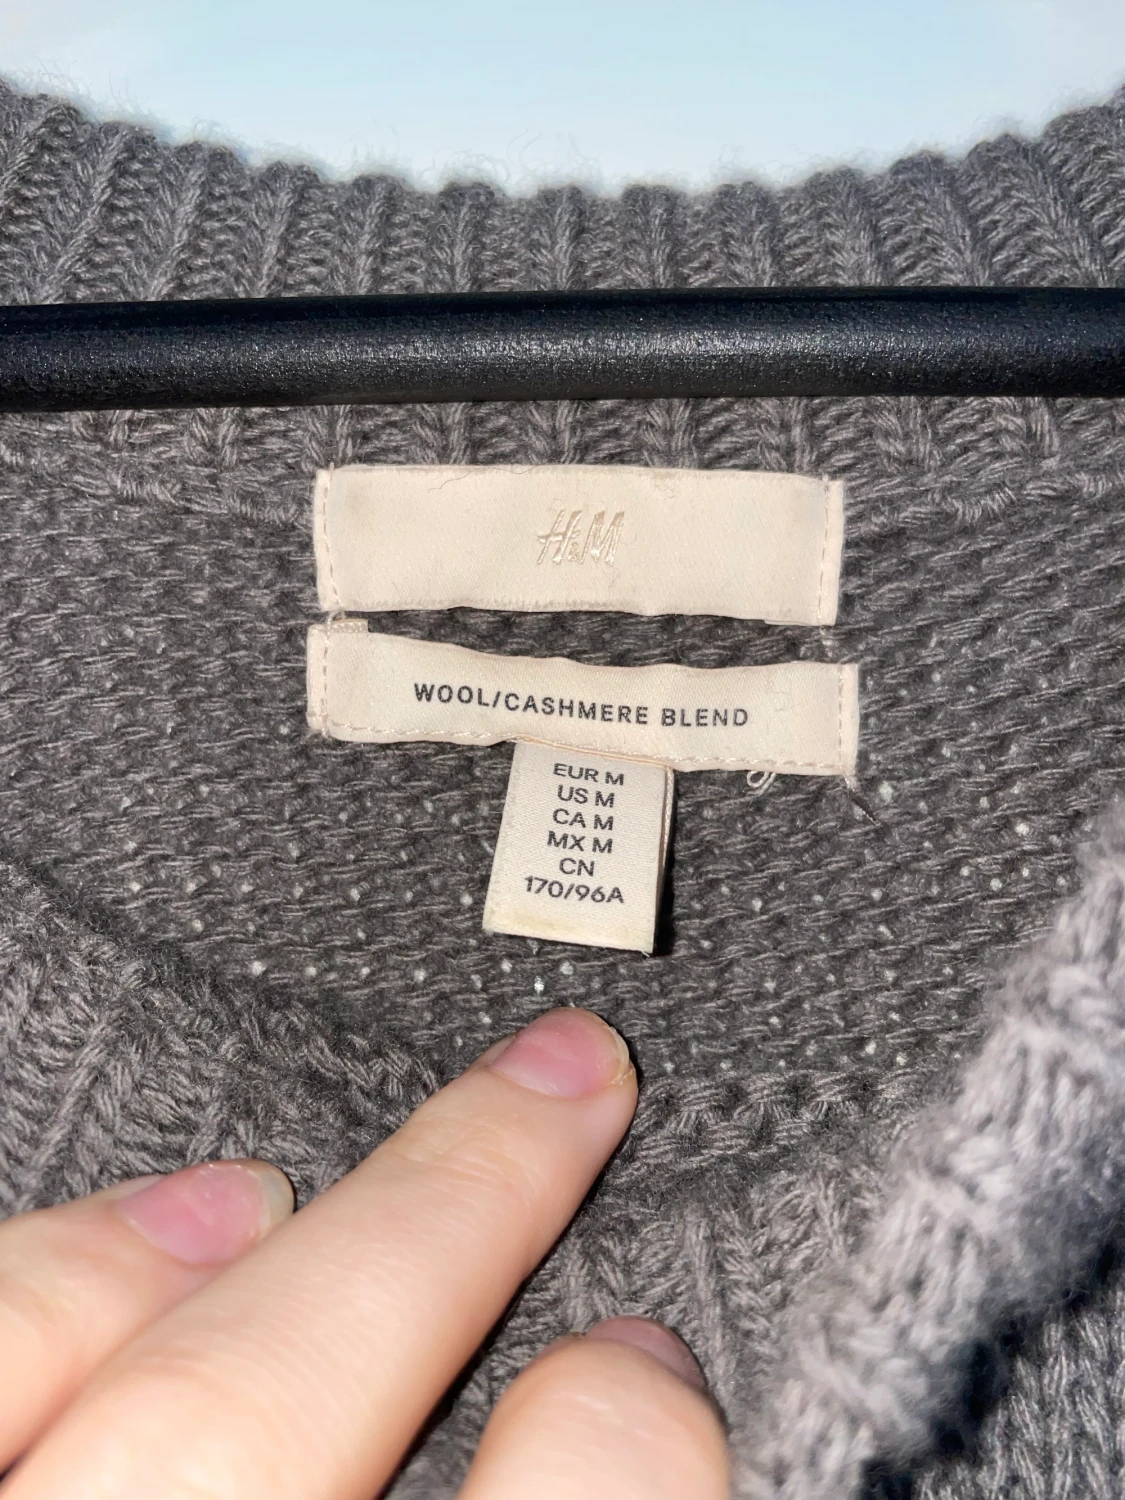 H&M
WOOL/CASHMERE BLEND
EUR M
US M
CA M
MX M
CN
170/96A